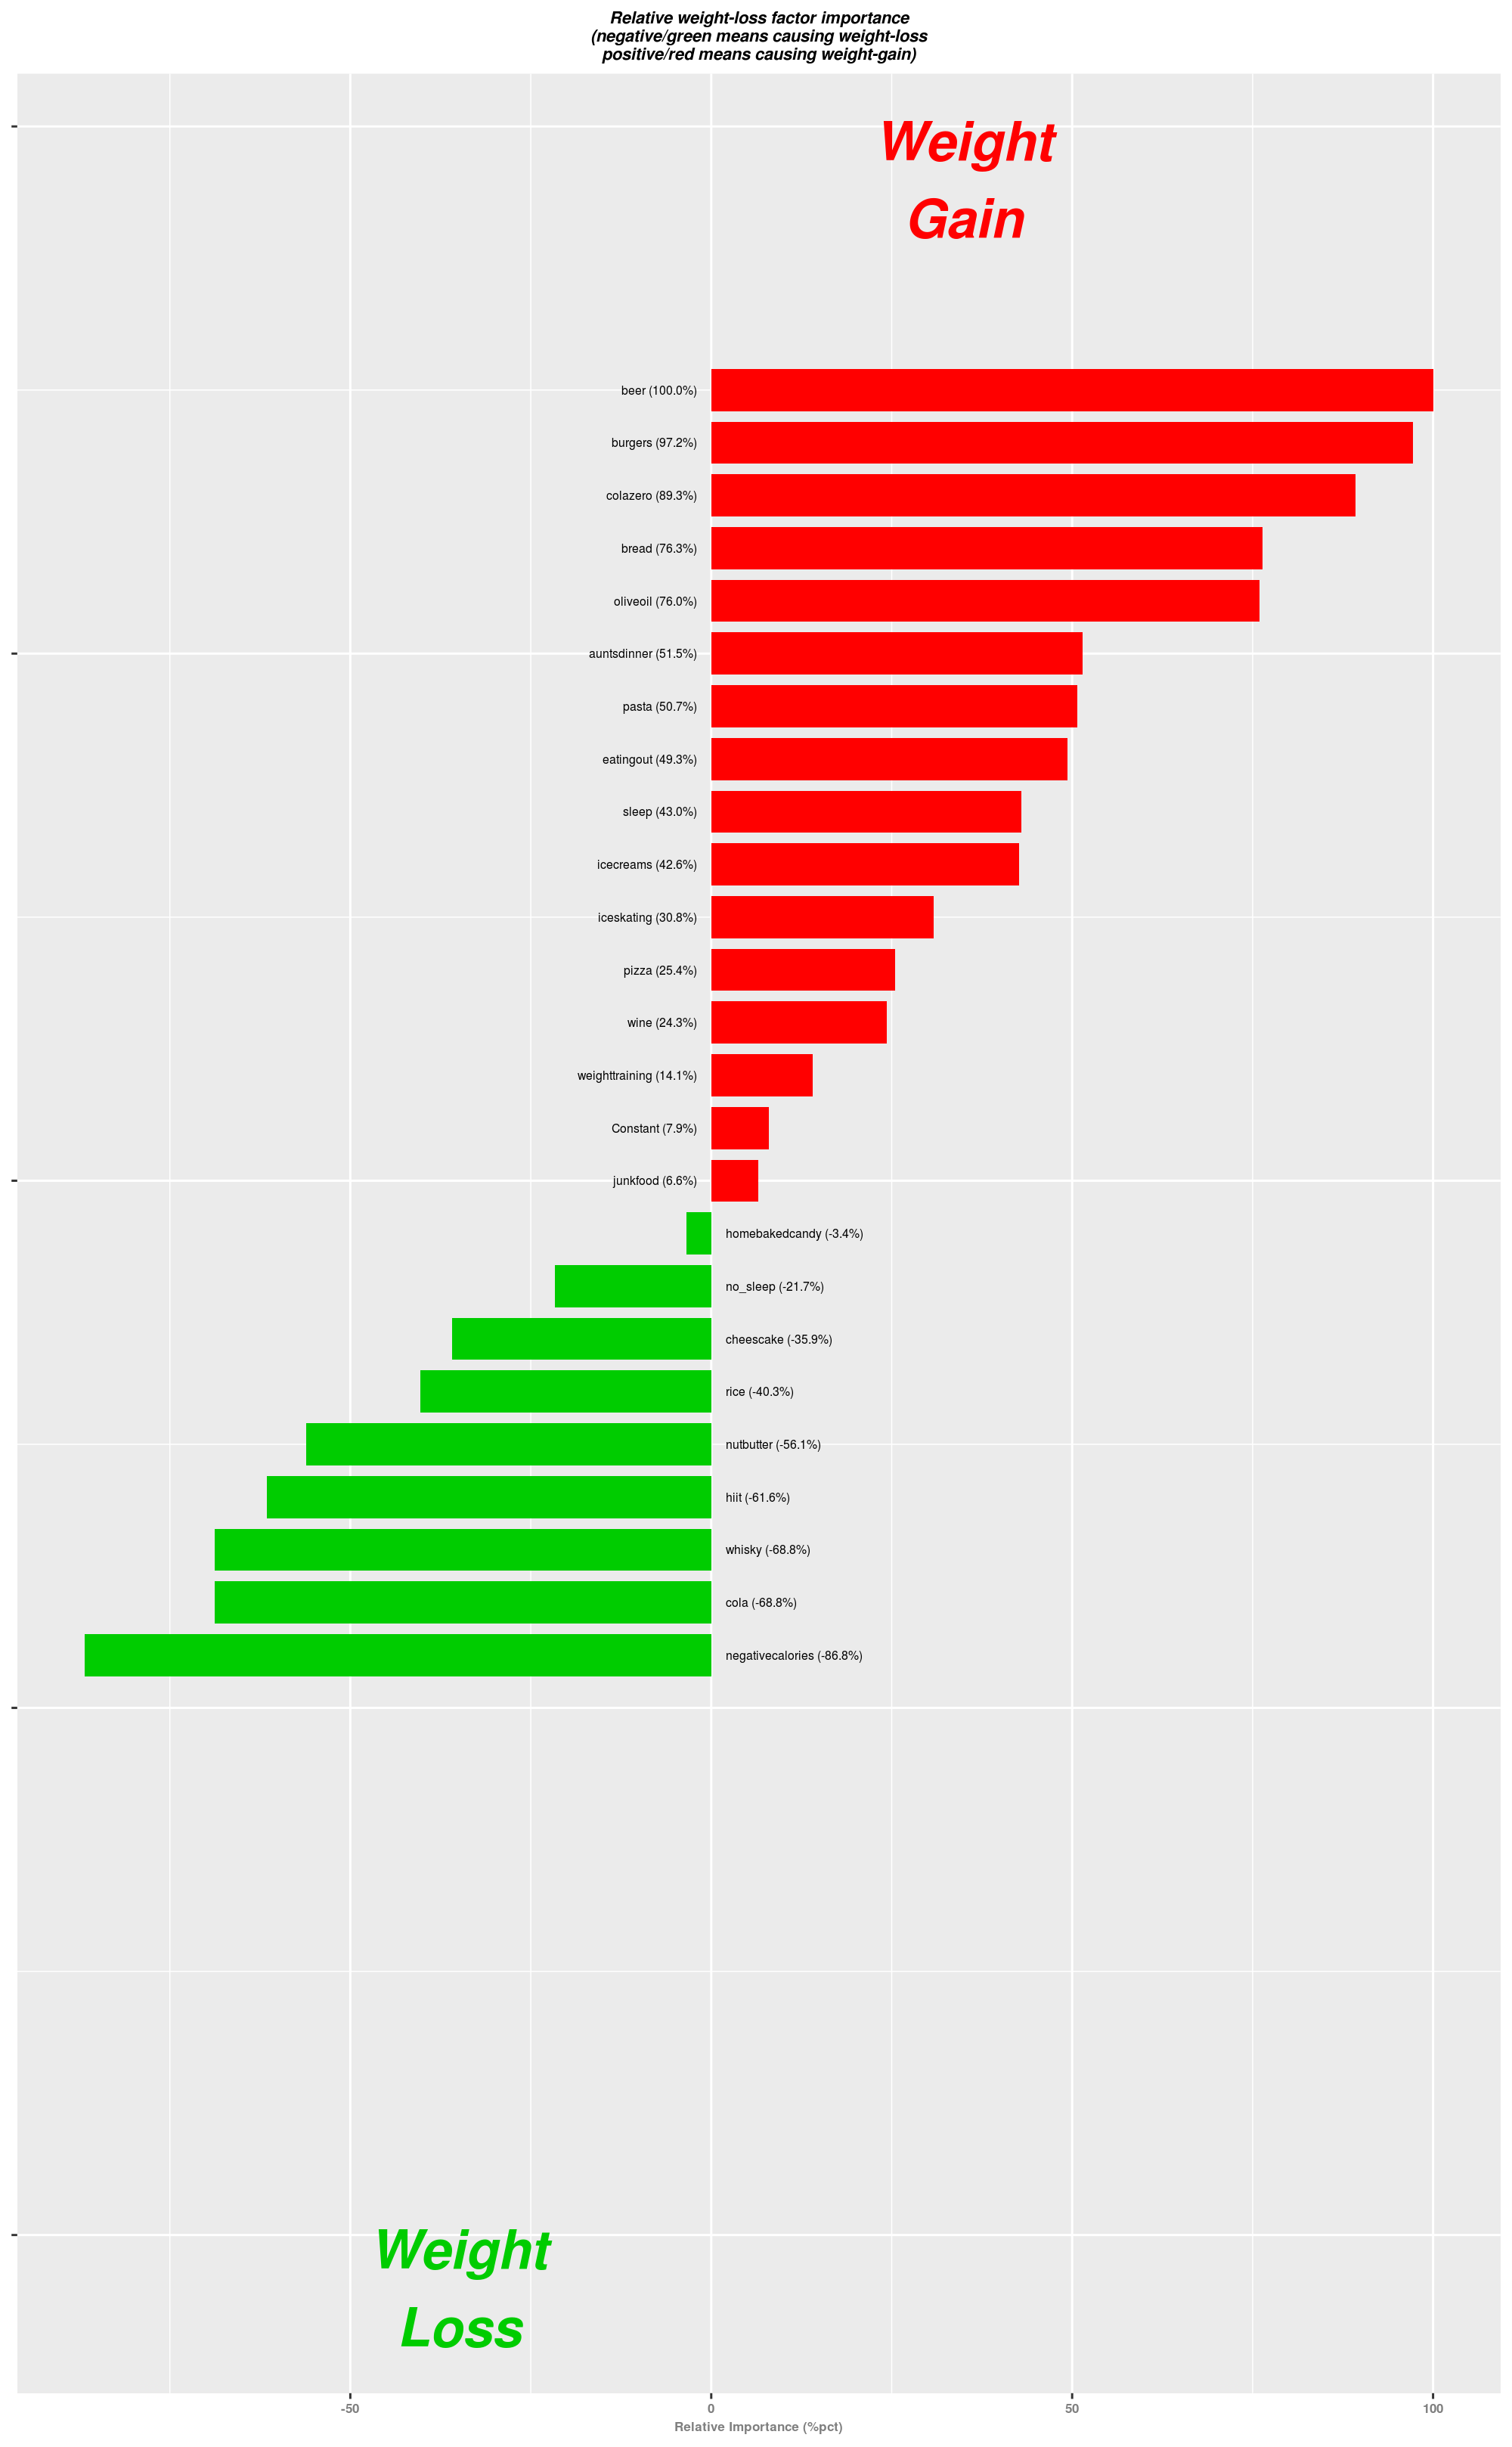 Relative weight-loss factor importance
(negative/green means causing weight-loss
positive/red means causing weight-gain)
Weight
Gain
beer (100.0%)
burgers (97.2%)
colazero (89.3%)
bread (76.3%)
oliveoil (76.0%)
auntsdinner (51.5%)
pasta (50.7%)
eatingout (49.3%)
sleep (43.0%)
icecreams (42.6%)
iceskating (30.8%)
pizza (25.4%)
wine (24.3%)
weighttraining (14.1%)
Constant (7.9%)
junkfood (6.6%)
homebakedcandy (-3.4%)
no_sleep (-21.7%)
cheescake (-35.9%)
rice (-40.3%)
nutbutter (-56.1%)
hiit (-61.6%)
whisky (-68.8%)
cola (-68.8%)
negativecalories (-86.8%)
Weight
Loss
-50 0 50 100
Relative Importance (%pct)